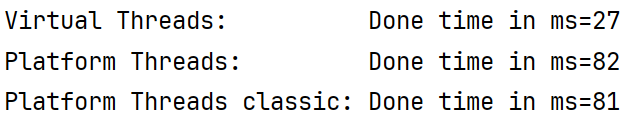 Virtual Threads:          Done time in ms=27
Platform Threads:         Done time in ms=82
Platform Threads classic: Done time in ms=81